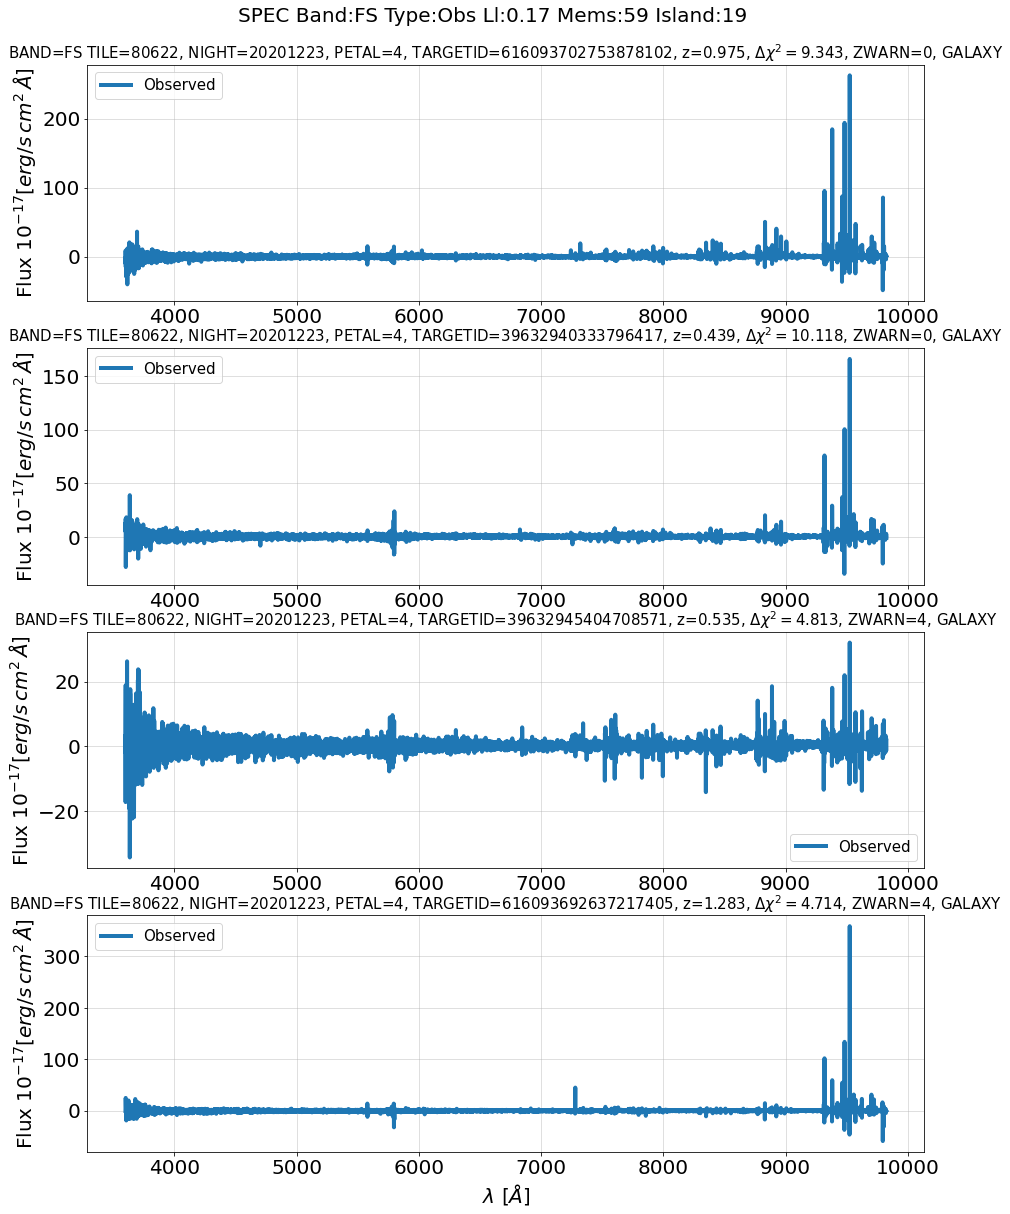 SPEC Band:FS Type:Obs Ll:0.17 Mems:59 Island:19
BAND=FS TILE=80622, NIGHT=20201223, PETAL=4, TARGETID=616093702753878102, z=0.975, Δχ² = 9.343, ZWARN=0, GALAXY
Observed
Flux 10⁻¹⁷[erg/s cm² Å]
200
100
0
4000 5000 6000 7000 8000 9000 10000
BAND=FS TILE=80622, NIGHT=20201223, PETAL=4, TARGETID=39632940333796417, z=0.439, Δχ² = 10.118, ZWARN=0, GALAXY
Observed
Flux 10⁻¹⁷[erg/s cm² Å]
150
100
50
0
4000 5000 6000 7000 8000 9000 10000
BAND=FS TILE=80622, NIGHT=20201223, PETAL=4, TARGETID=39632945404708571, z=0.535, Δχ² = 4.813, ZWARN=4, GALAXY
Flux 10⁻¹⁷[erg/s cm² Å]
20
0
−20
Observed
4000 5000 6000 7000 8000 9000 10000
BAND=FS TILE=80622, NIGHT=20201223, PETAL=4, TARGETID=616093692637217405, z=1.283, Δχ² = 4.714, ZWARN=4, GALAXY
Observed
Flux 10⁻¹⁷[erg/s cm² Å]
300
200
100
0
4000 5000 6000 7000 8000 9000 10000
λ [Å]